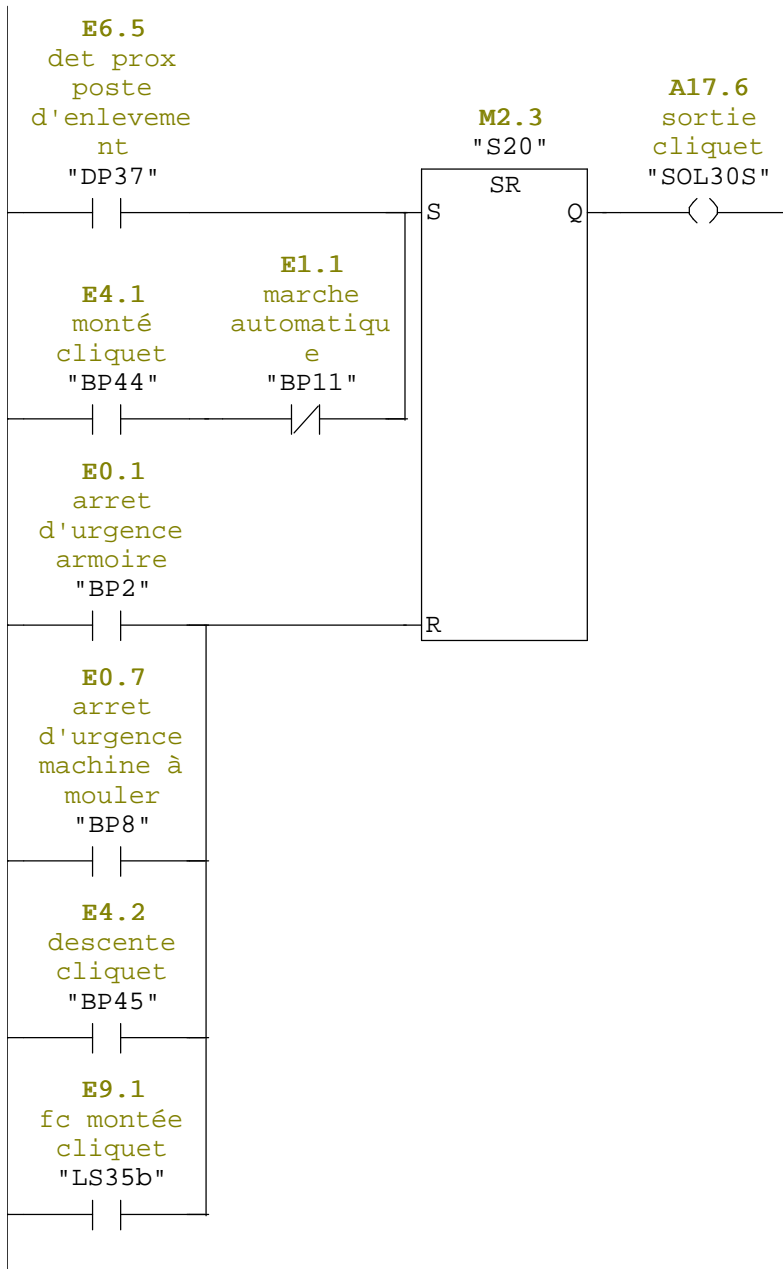 E6.5
det prox
poste
d'enleveme
nt
"DP37"
A17.6
sortie
cliquet
"SOL30S"
M2.3
"S20"
SR
S
Q
E4.1
monté
cliquet
"BP44"
E1.1
marche
automatiqu
e
"BP11"
E0.1
arret
d'urgence
armoire
"BP2"
R
E0.7
arret
d'urgence
machine à
mouler
"BP8"
E4.2
descente
cliquet
"BP45"
E9.1
fc montée
cliquet
"LS35b"